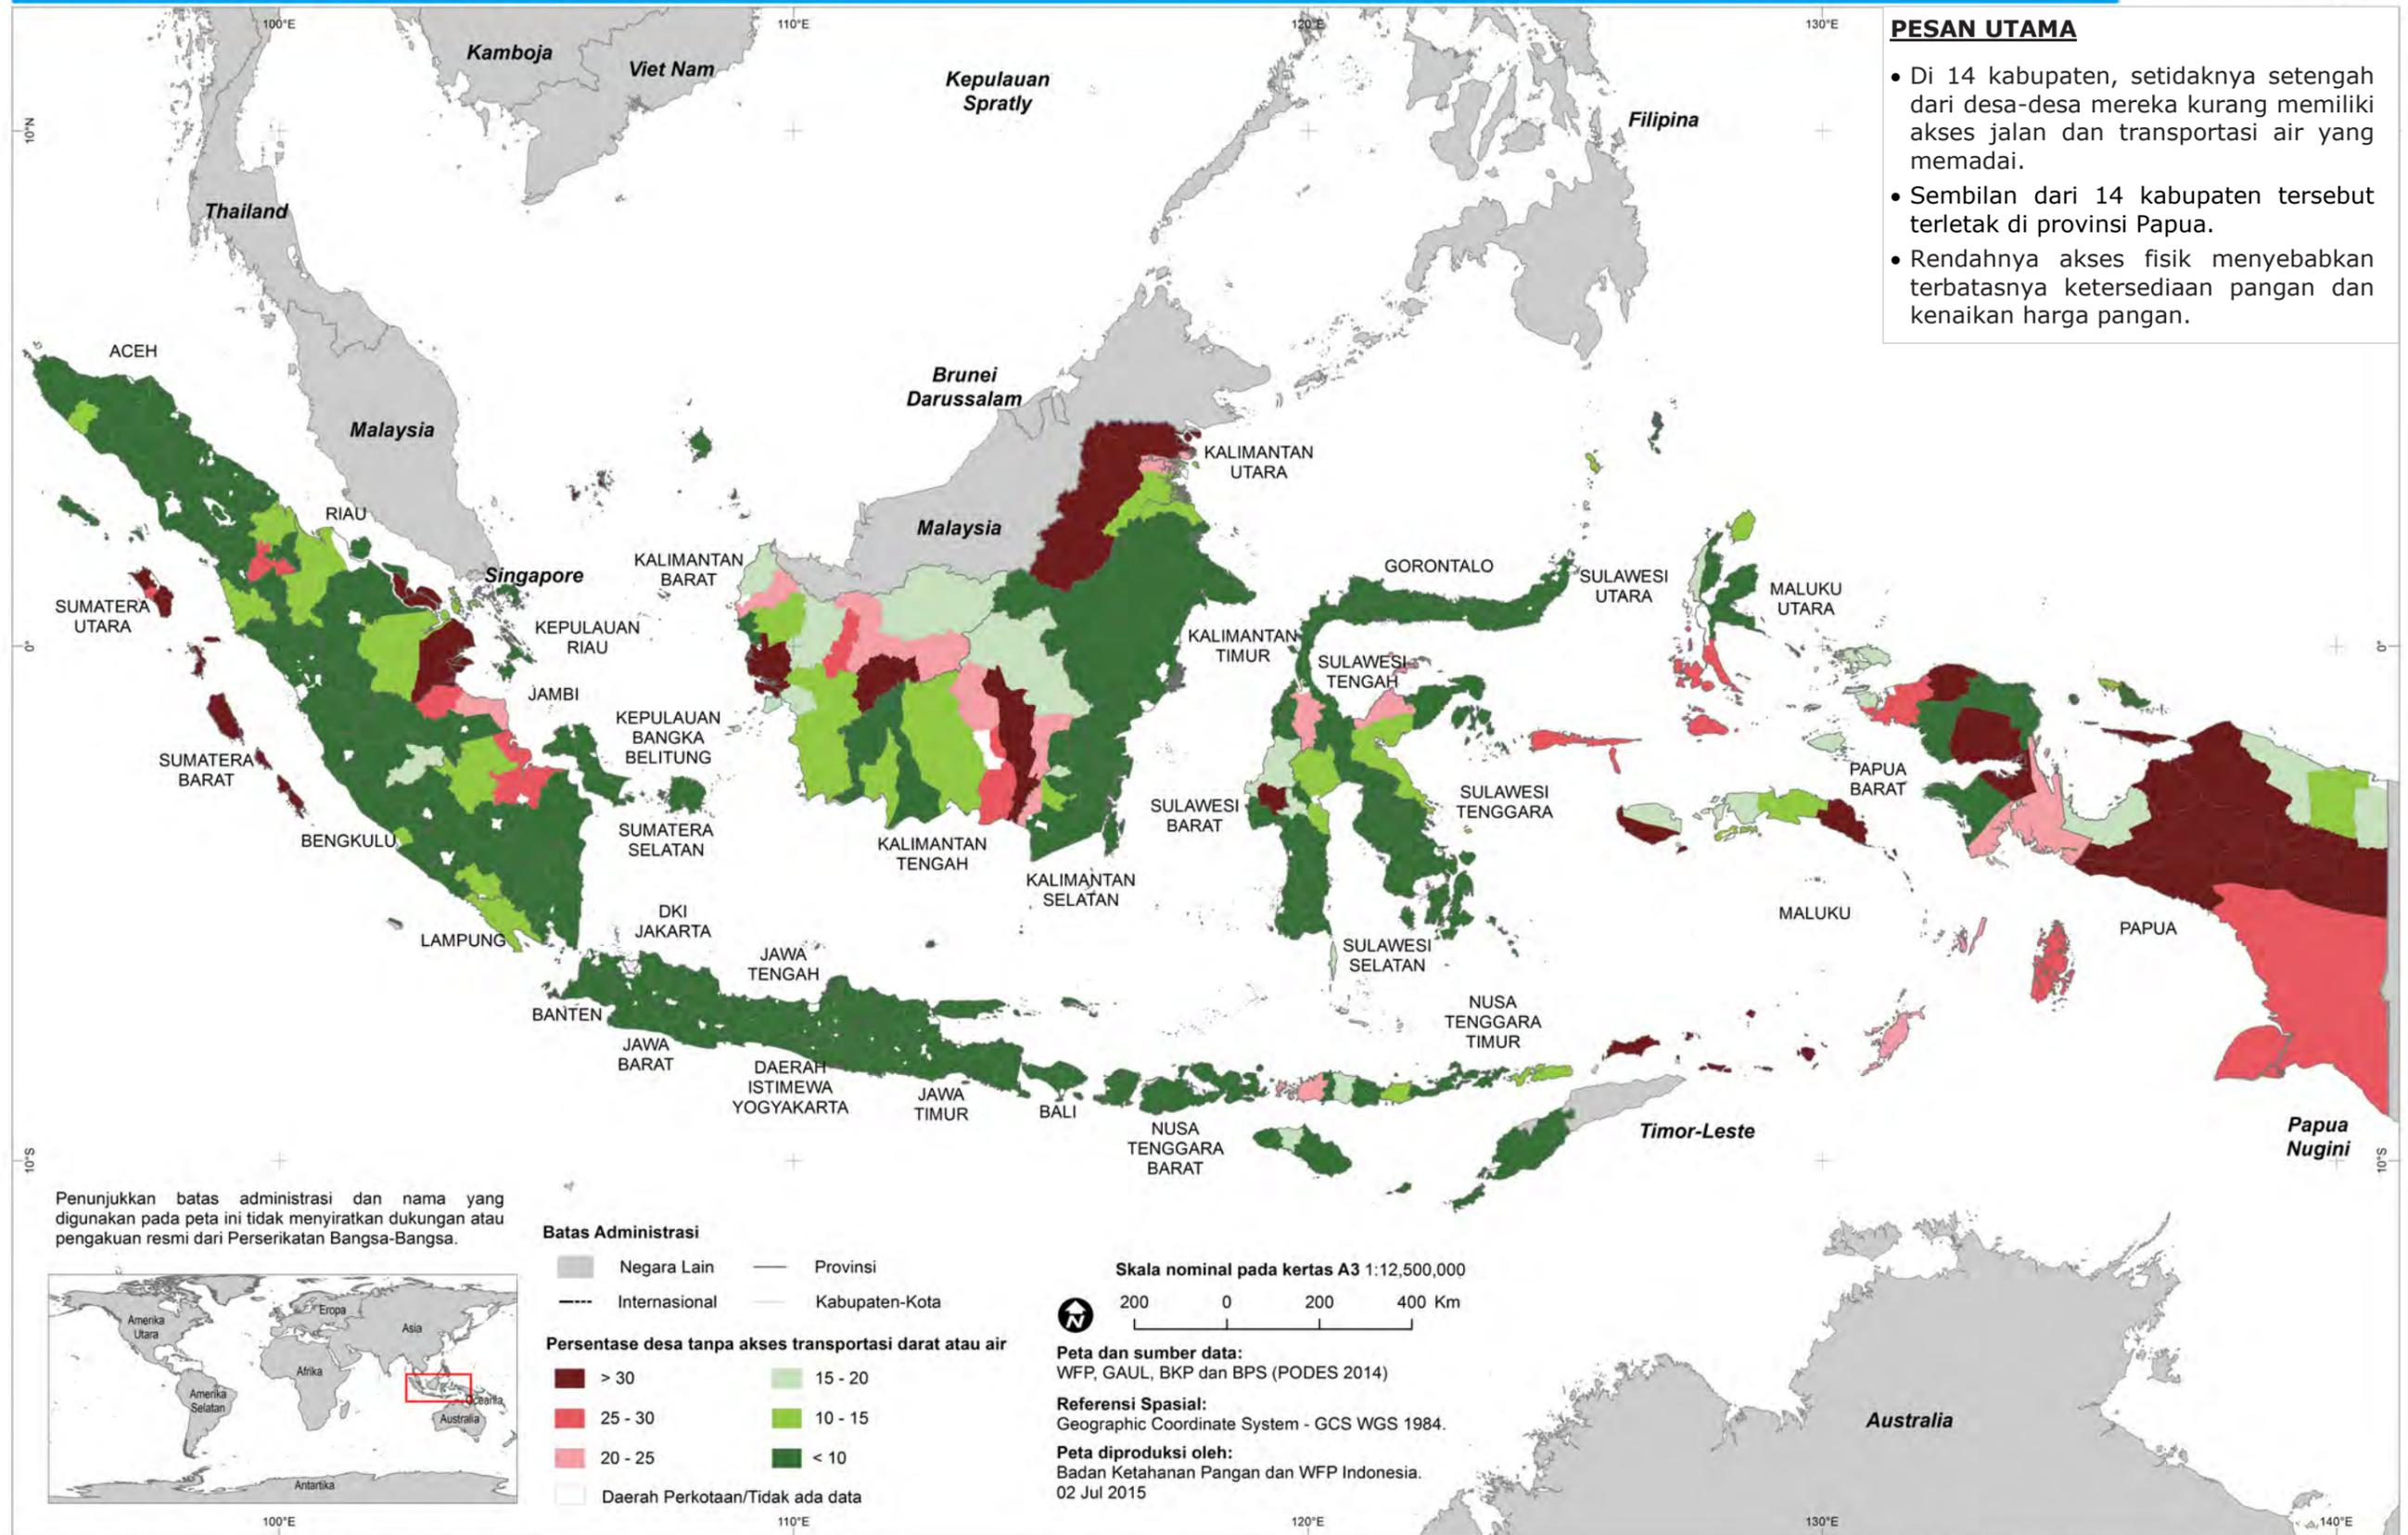 100°E
110°E
120°E
130°E
PESAN UTAMA
• Di 14 kabupaten, setidaknya setengah
dari desa-desa mereka kurang memiliki
akses jalan dan transportasi air yang
memadai.
• Sembilan dari 14 kabupaten tersebut
terletak di provinsi Papua.
• Rendahnya akses fisik menyebabkan
terbatasnya ketersediaan pangan dan
kenaikan harga pangan.
Kamboja
Viet Nam
Kepulauan
Spratly
Filipina
10°N
Thailand
ACEH
Brunei
Darussalam
Malaysia
KALIMANTAN
UTARA
RIAU
Malaysia
KALIMANTAN
BARAT
Singapore
GORONTALO
SULAWESI
UTARA
MALUKU
UTARA
SUMATERA
UTARA
KEPULAUAN
RIAU
KALIMANTAN
TIMUR
0°
0°
SULAWESI
TENGAH
JAMBI
KEPULAUAN
BANGKA
BELITUNG
SUMATERA
BARAT
PAPUA
BARAT
SULAWESI
TENGGARA
SULAWESI
BARAT
BENGKULU
SUMATERA
SELATAN
KALIMANTAN
TENGAH
KALIMANTAN
SELATAN
MALUKU
PAPUA
DKI
JAKARTA
LAMPUNG
JAWA
TENGAH
SULAWESI
SELATAN
BANTEN
NUSA
TENGGARA
TIMUR
JAWA
BARAT
DAERAH
ISTIMEWA
YOGYAKARTA
JAWA
TIMUR
BALI
NUSA
TENGGARA
BARAT
Timor-Leste
Papua
Nugini
10°S
10°S
Penunjukkan batas administrasi dan nama yang
digunakan pada peta ini tidak menyiratkan dukungan atau
pengakuan resmi dari Perserikatan Bangsa-Bangsa.
Amerika
Utara
Eropa
Asia
Afrika
Amerika
Selatan
Oceania
Australia
Antartika
Batas Administrasi
Negara Lain
Provinsi
Internasional
Kabupaten-Kota
Persentase desa tanpa akses transportasi darat atau air
> 30
15 - 20
25 - 30
10 - 15
20 - 25
< 10
Daerah Perkotaan/Tidak ada data
Skala nominal pada kertas A3 1:12,500,000
N
200 0 200 400 Km
Peta dan sumber data:
WFP, GAUL, BKP dan BPS (PODES 2014)
Referensi Spasial:
Geographic Coordinate System - GCS WGS 1984.
Peta diproduksi oleh:
Badan Ketahanan Pangan dan WFP Indonesia.
02 Jul 2015
Australia
100°E
110°E
120°E
130°E
140°E